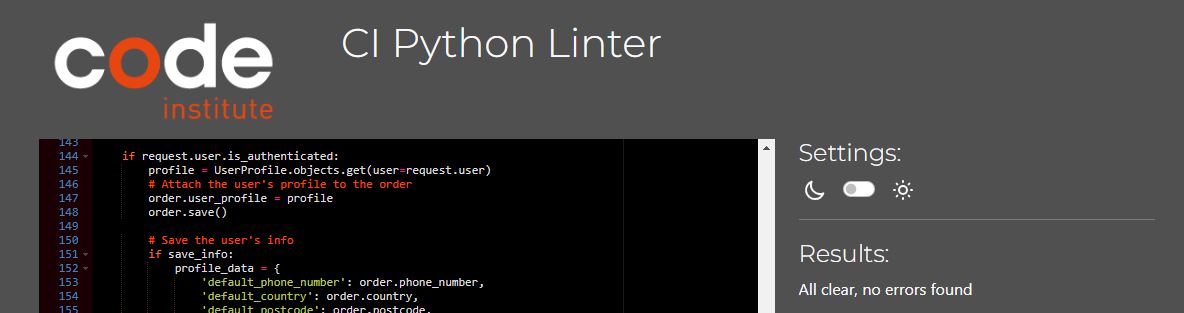 code
institute
CI Python Linter
143
144 if request.user.is_authenticated:
145 profile = UserProfile.objects.get(user=request.user)
146 # Attach the user's profile to the order
147 order.user_profile = profile
148 order.save()
149
150 # Save the user's info
151 if save_info:
152 profile_data = {
153 'default_phone_number': order.phone_number,
154 'default_country': order.country,
155 'default_postcode': order.postcode,
Settings:
Results:
All clear, no errors found